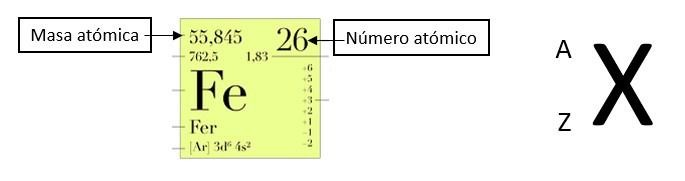 Masa atómica
55,845
26
Número atómico
762,5 1,83
Fe
+6
+5
+4
+3
+2
+1
-1
-2
Fer
[Ar] 3d⁶ 4s²
A
X
Z